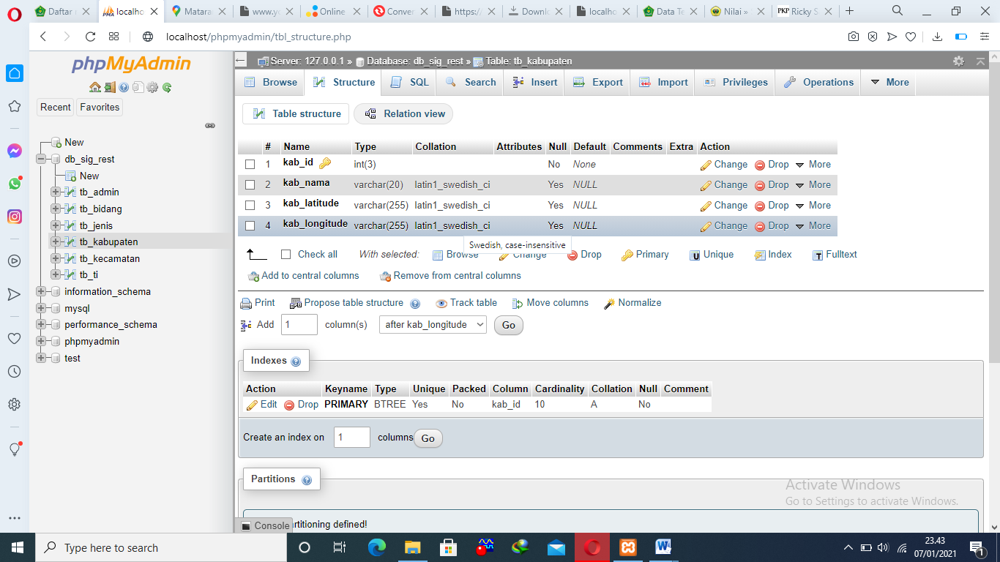 Daftar
localho
Matara
www.yo
Online
Conver
https:/
Downlo
localho
Data Te
Nilai »
PKP Ricky S
localhost/phpmyadmin/tbl_structure.php
phpMyAdmin
Recent Favorites
New
db_sig_rest
New
tb_admin
tb_bidang
tb_jenis
tb_kabupaten
tb_kecamatan
tb_ti
information_schema
mysql
performance_schema
phpmyadmin
test
Server: 127.0.0.1 » Database: db_sig_rest » Table: tb_kabupaten
Browse Structure SQL Search Insert Export Import Privileges Operations More
Table structure Relation view
# Name Type Collation Attributes Null Default Comments Extra Action
1 kab_id int(3) No None Change Drop More
2 kab_nama varchar(20) latin1_swedish_ci Yes NULL Change Drop More
3 kab_latitude varchar(255) latin1_swedish_ci Yes NULL Change Drop More
4 kab_longitude varchar(255) latin1_swedish_ci Yes NULL Change Drop More
Swedish, case-insensitive
Check all With selected: Browse Change Drop Primary Unique Index Fulltext
Add to central columns Remove from central columns
Print Propose table structure Track table Move columns Normalize
Add 1 column(s) after kab_longitude Go
Indexes
Action Keyname Type Unique Packed Column Cardinality Collation Null Comment
Edit Drop PRIMARY BTREE Yes No kab_id 10 A No
Create an index on 1 columns Go
Partitions
Activate Windows
Go to Settings to activate Windows.
Console rtitioning defined!
Type here to search
23.43
07/01/2021
1